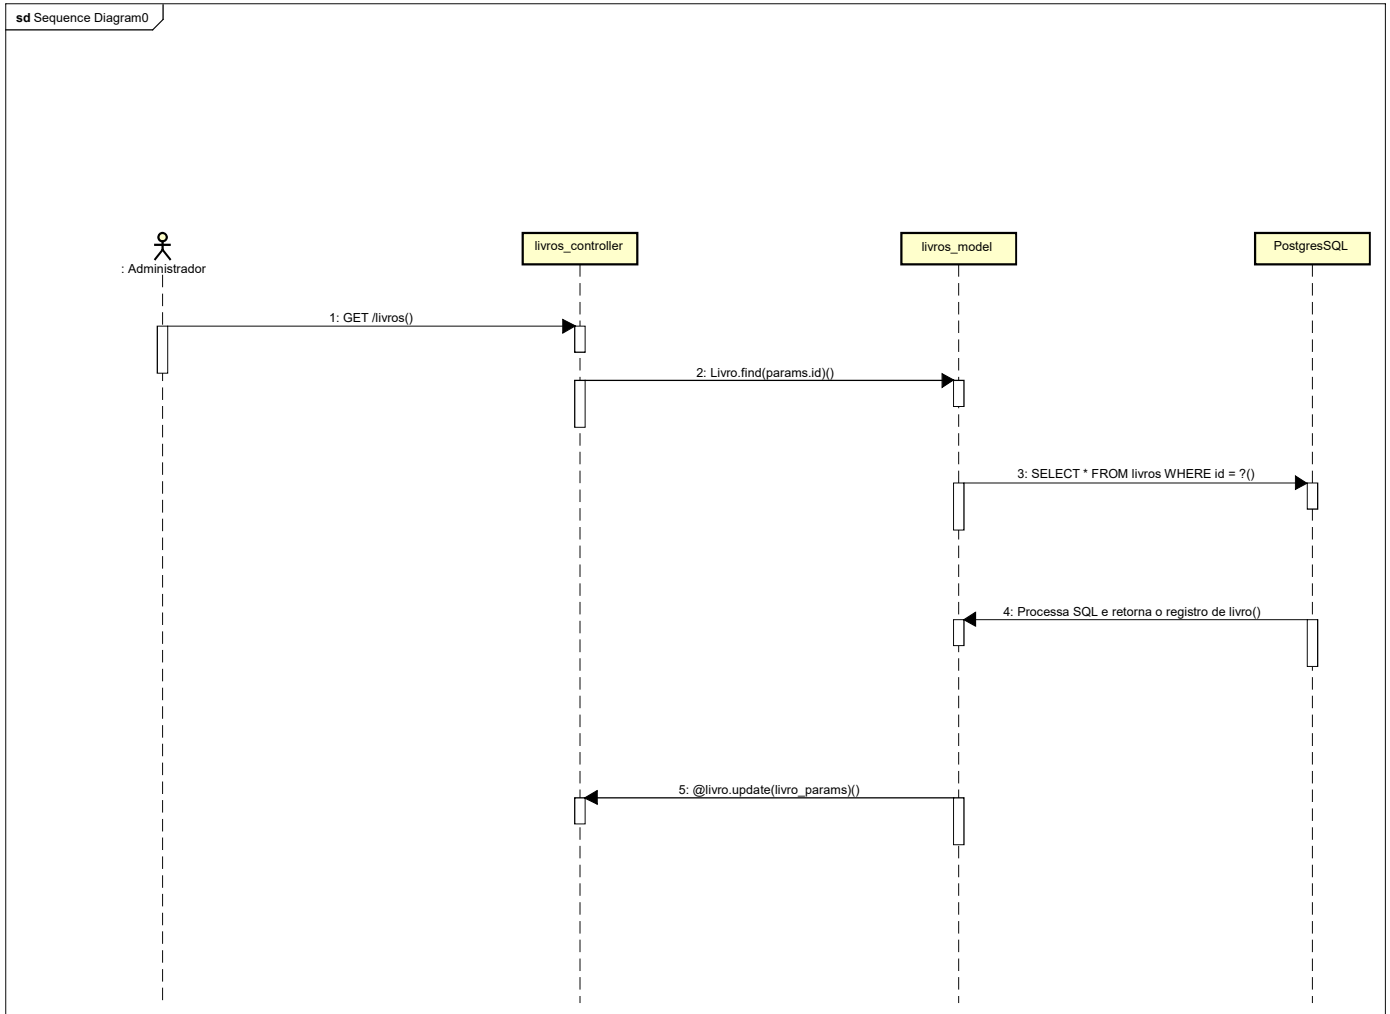 sd Sequence Diagram0
: Administrador
livros_controller
livros_model
PostgresSQL
1: GET /livros()
2: Livro.find(params.id)()
3: SELECT * FROM livros WHERE id = ?()
4: Processa SQL e retorna o registro de livro()
5: @livro.update(livro_params)()